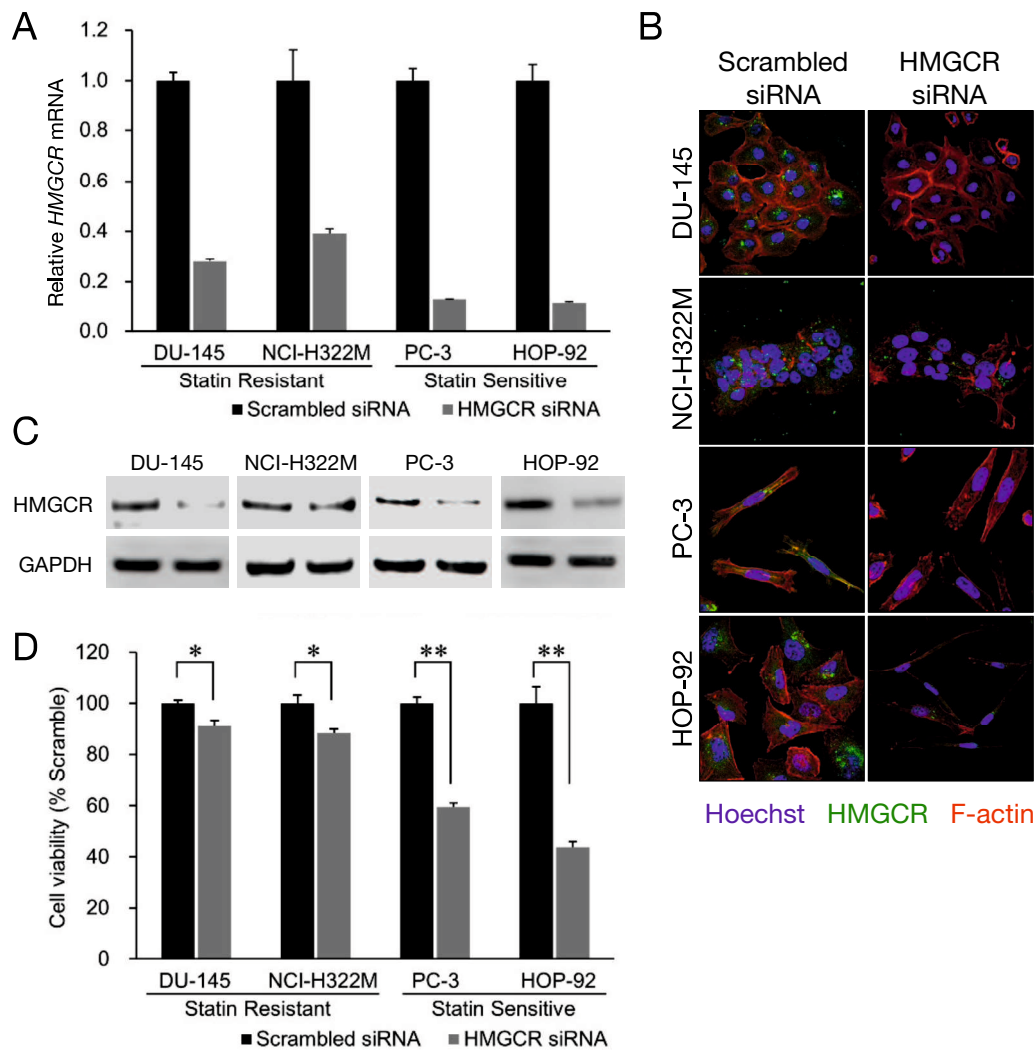 A
1.2
1.0
0.8
0.6
0.4
0.2
0.0
Relative HMGCR mRNA
DU-145 NCI-H322M PC-3 HOP-92
Statin Resistant Statin Sensitive
Scrambled siRNA HMGCR siRNA
B
Scrambled siRNA
HMGCR siRNA
DU-145
NCI-H322M
PC-3
HOP-92
Hoechst HMGCR F-actin
C
DU-145 NCI-H322M PC-3 HOP-92
HMGCR
GAPDH
D
120
100
80
60
40
20
0
Cell viability (% Scramble)
* * ** **
DU-145 NCI-H322M PC-3 HOP-92
Statin Resistant Statin Sensitive
Scrambled siRNA HMGCR siRNA